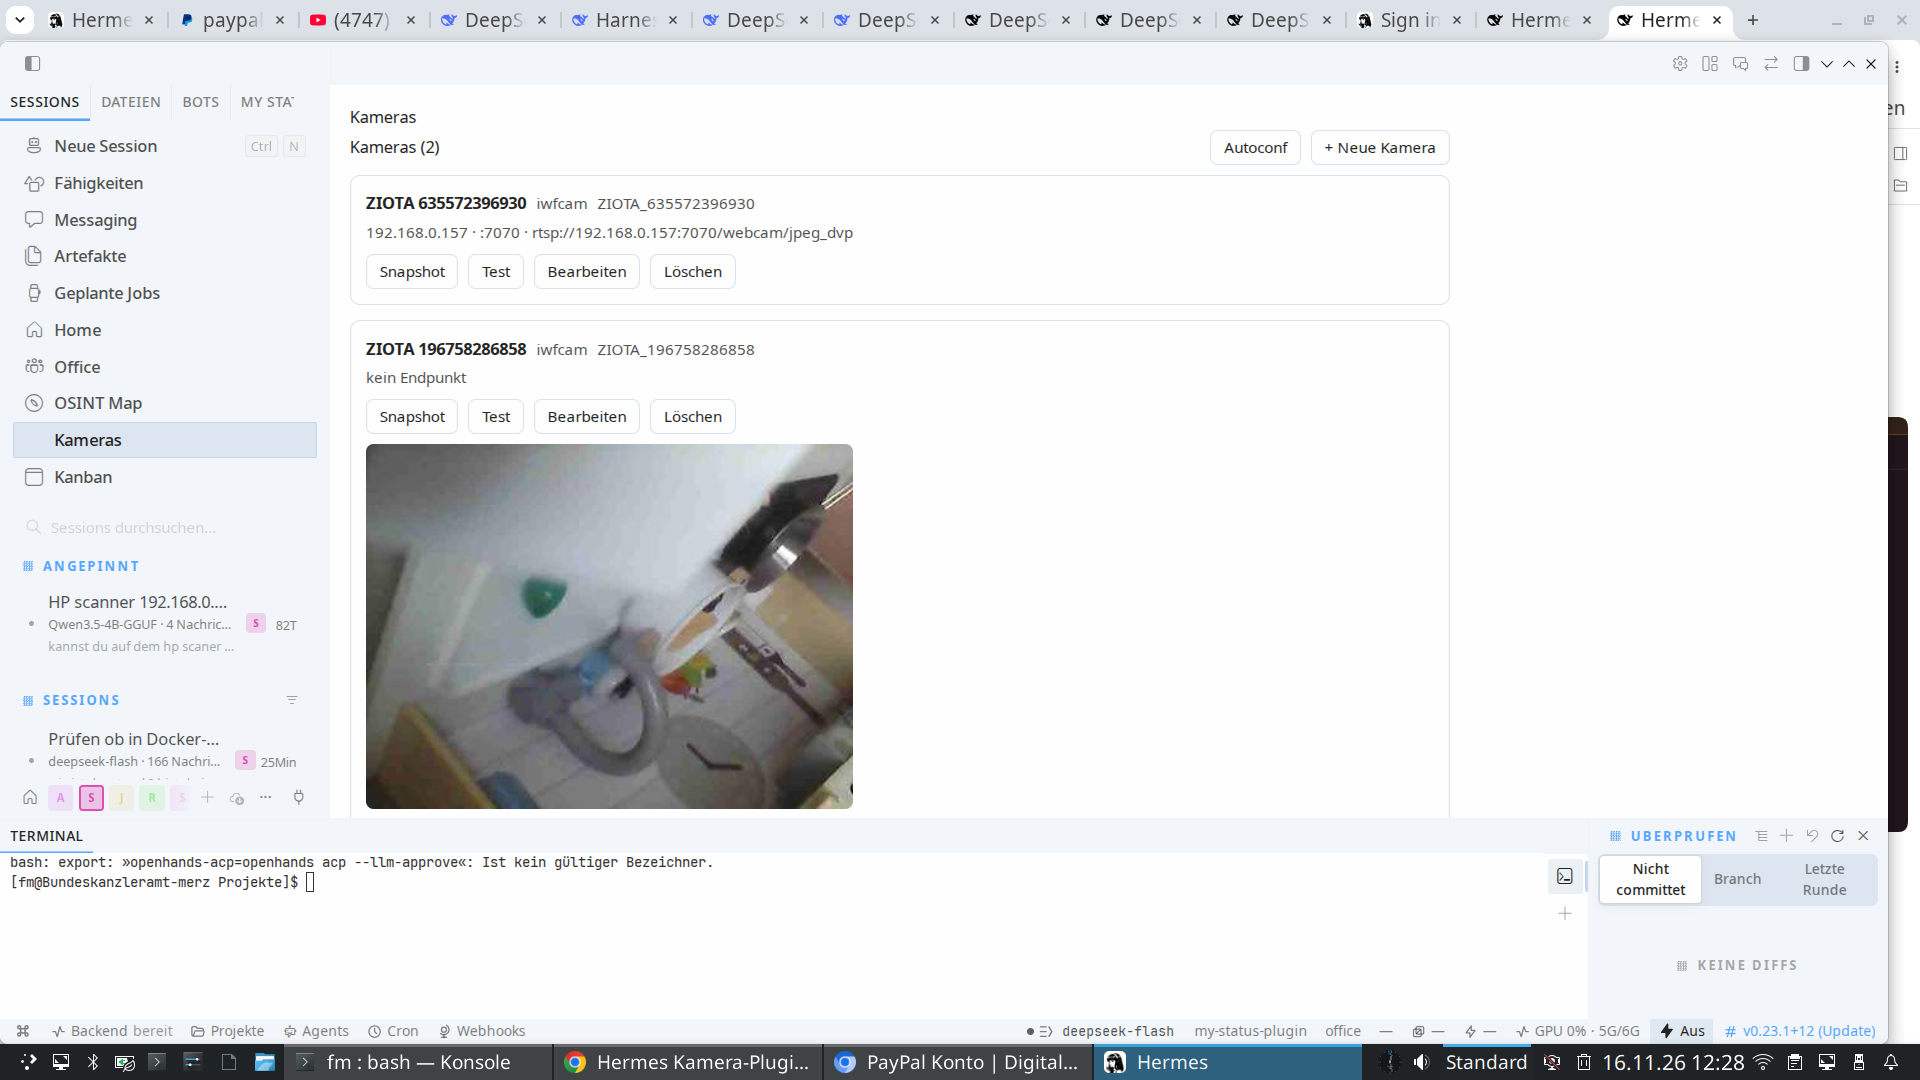 Herme
paypal
(4747)
DeepS
Harnes
DeepS
DeepS
DeepS
DeepS
DeepS
Sign in
Herme
Herme
en
SESSIONS
DATEIEN
BOTS
MY STAT
Neue Session
Ctrl N
Fähigkeiten
Messaging
Artefakte
Geplante Jobs
Home
Office
OSINT Map
Kameras
Kanban
Sessions durchsuchen...
ANGEPINNT
HP scanner 192.168.0....
Qwen3.5-4B-GGUF · 4 Nachric... S 82T
kannst du auf dem hp scaner ...
SESSIONS
Prüfen ob in Docker-...
deepseek-flash · 166 Nachri... S 25Min
A S J R S
Kameras
Kameras (2)
Autoconf
+ Neue Kamera
ZIOTA 635572396930 iwfcam ZIOTA_635572396930
192.168.0.157 · :7070 · rtsp://192.168.0.157:7070/webcam/jpeg_dvp
Snapshot Test Bearbeiten Löschen
ZIOTA 196758286858 iwfcam ZIOTA_196758286858
kein Endpunkt
Snapshot Test Bearbeiten Löschen
TERMINAL
bash: export: »openhands-acp=openhands acp --llm-approve«: Ist kein gültiger Bezeichner.
[fm@Bundeskanzleramt-merz Projekte]$
ÜBERPRÜFEN
Nicht committet
Branch
Letzte Runde
KEINE DIFFS
Backend bereit Projekte Agents Cron Webhooks
deepseek-flash my-status-plugin office — — — GPU 0% · 5G/6G Aus # v0.23.1+12 (Update)
fm : bash — Konsole
Hermes Kamera-Plugi...
PayPal Konto | Digital...
Hermes
Standard
16.11.26 12:28